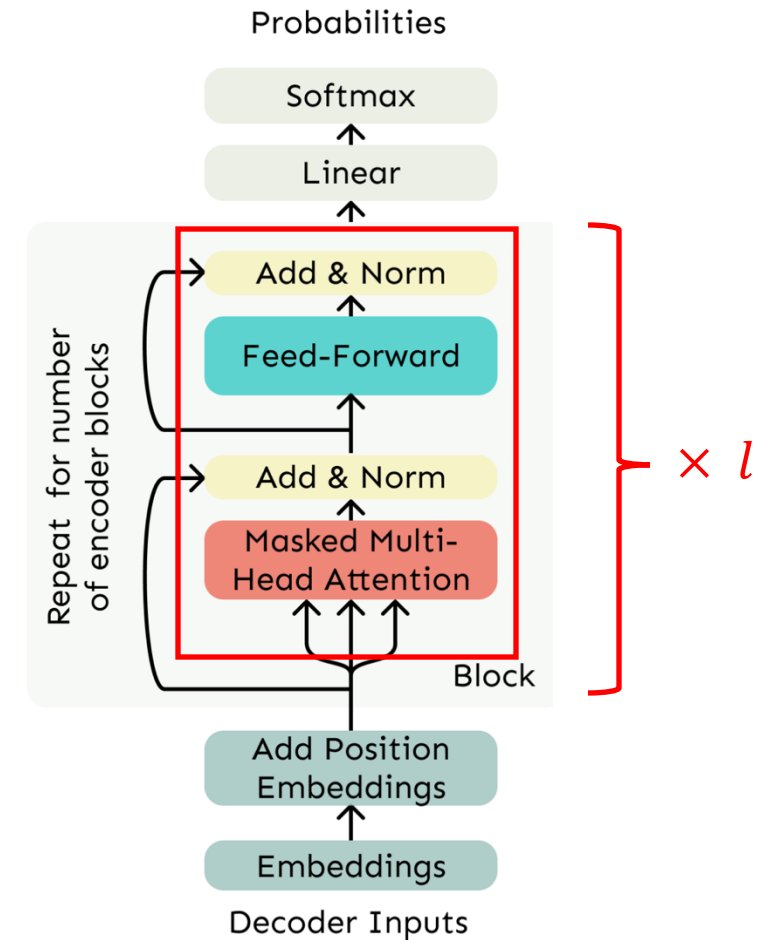 Probabilities
Softmax
Linear
Add & Norm
Feed-Forward
Repeat for number
of encoder blocks
× l
Add & Norm
Masked Multi-
Head Attention
Block
Add Position
Embeddings
Embeddings
Decoder Inputs